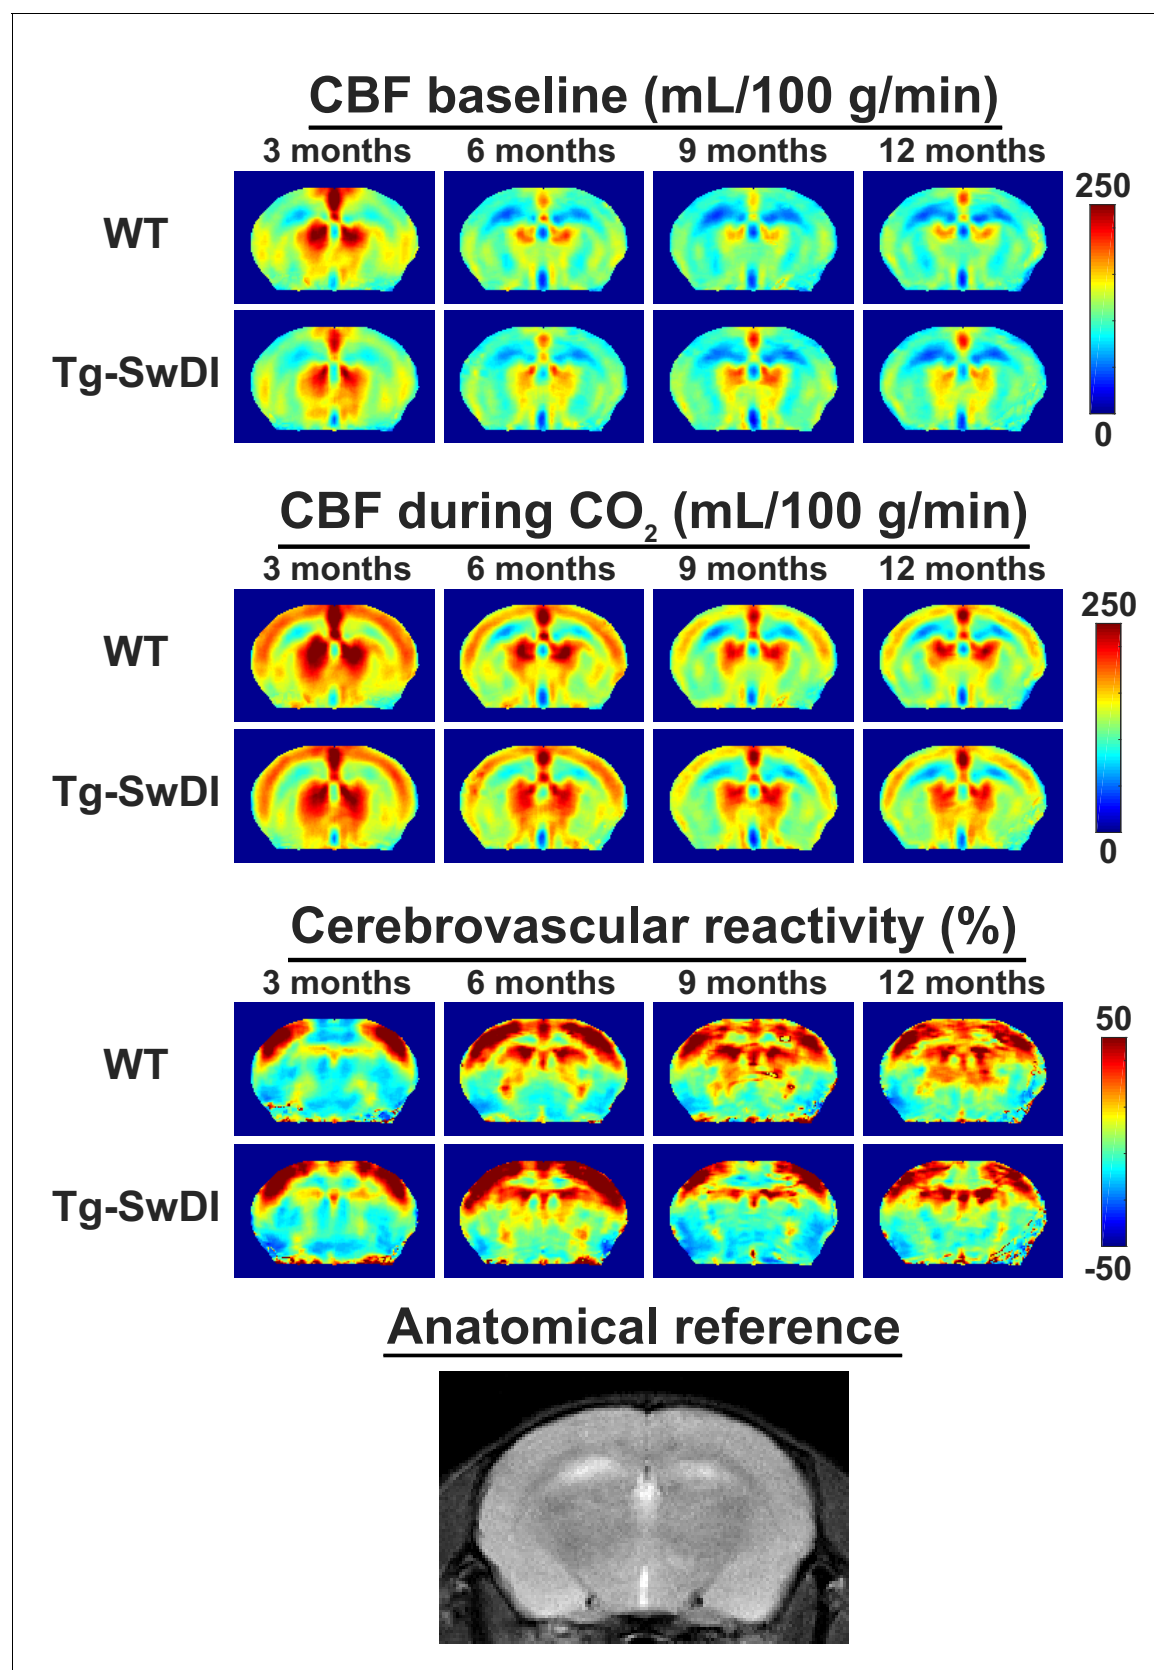 CBF baseline (mL/100 g/min)
3 months 6 months 9 months 12 months
250
WT
Tg-SwDI
0
CBF during CO₂ (mL/100 g/min)
3 months 6 months 9 months 12 months
250
WT
Tg-SwDI
0
Cerebrovascular reactivity (%)
3 months 6 months 9 months 12 months
50
WT
Tg-SwDI
-50
Anatomical reference